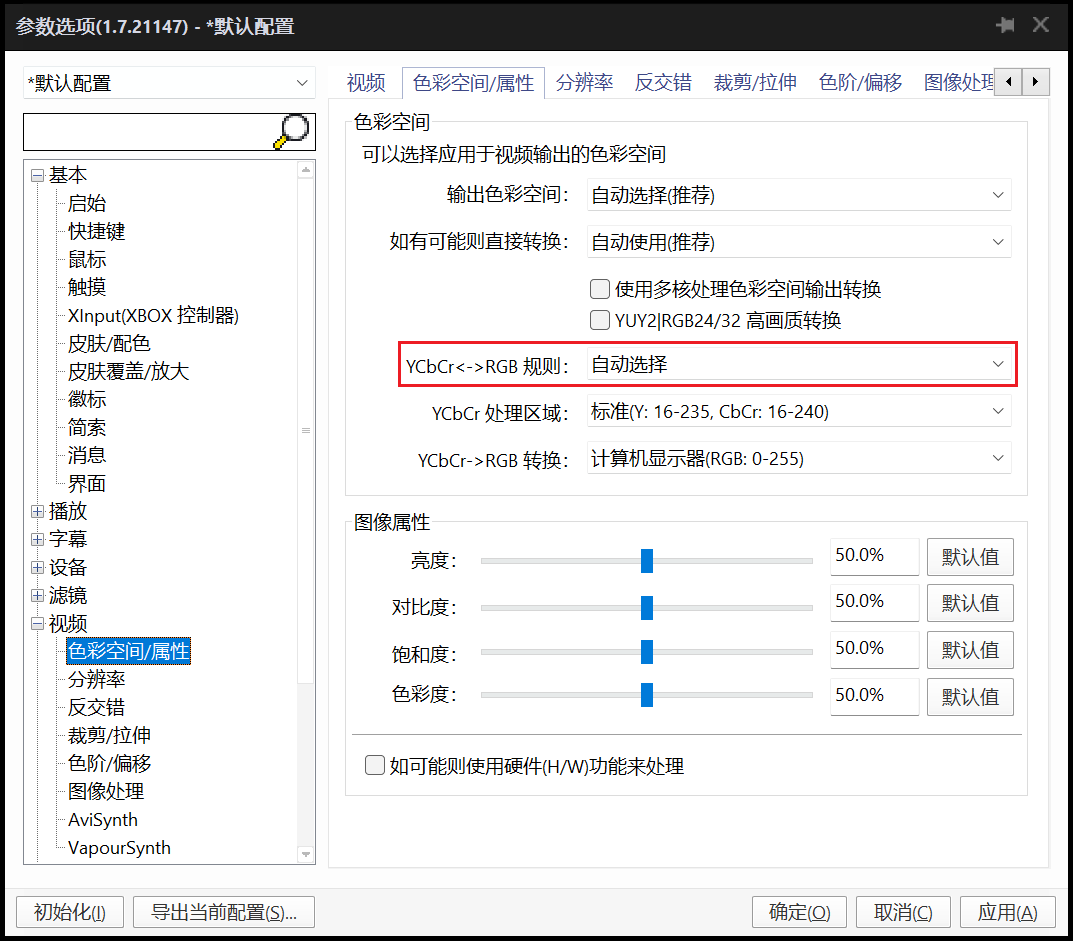 参数选项(1.7.21147) - *默认配置
*默认配置
基本
启始
快捷键
鼠标
触摸
XInput(XBOX 控制器)
皮肤/配色
皮肤覆盖/放大
徽标
简索
消息
界面
播放
字幕
设备
滤镜
视频
色彩空间/属性
分辨率
反交错
裁剪/拉伸
色阶/偏移
图像处理
AviSynth
VapourSynth
视频 色彩空间/属性 分辨率 反交错 裁剪/拉伸 色阶/偏移 图像处理
色彩空间
可以选择应用于视频输出的色彩空间
输出色彩空间: 自动选择(推荐)
如有可能则直接转换: 自动使用(推荐)
使用多核处理色彩空间输出转换
YUY2|RGB24/32 高画质转换
YCbCr<->RGB 规则: 自动选择
YCbCr 处理区域: 标准(Y: 16-235, CbCr: 16-240)
YCbCr->RGB 转换: 计算机显示器(RGB: 0-255)
图像属性
亮度: 50.0% 默认值
对比度: 50.0% 默认值
饱和度: 50.0% 默认值
色彩度: 50.0% 默认值
如可能则使用硬件(H/W)功能来处理
初始化(I) 导出当前配置(S)... 确定(O) 取消(C) 应用(A)